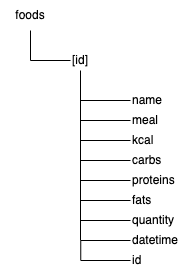 foods
[id]
name
meal
kcal
carbs
proteins
fats
quantity
datetime
id